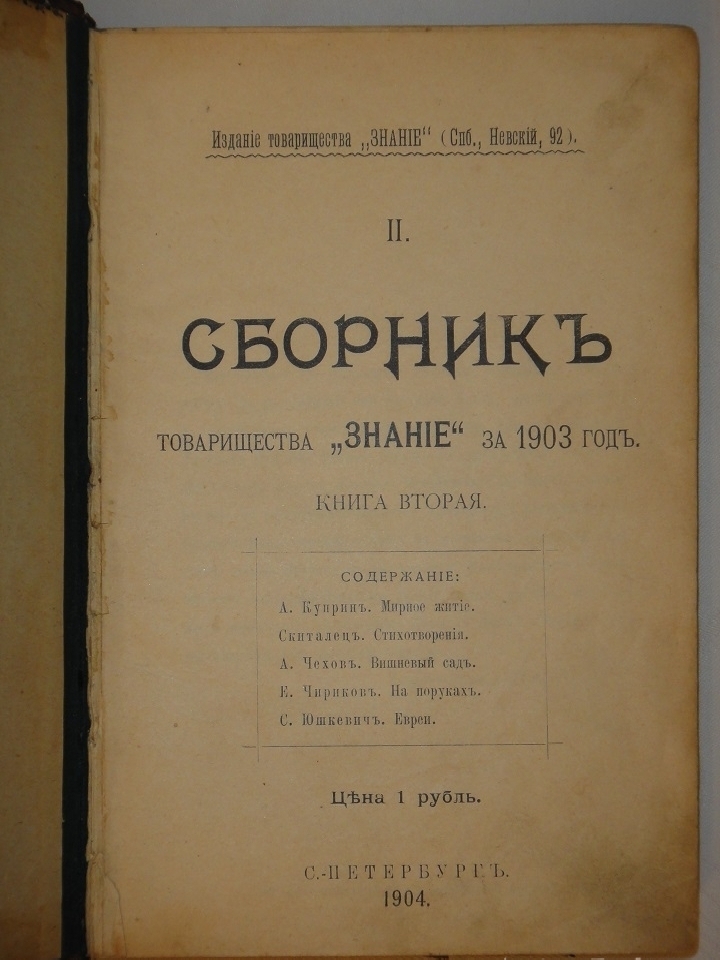 Изданіе товарищества „ЗНАНІЕ“ (Спб., Невскій, 92).
II.
СБОРНИКЪ
ТОВАРИЩЕСТВА „ЗНАНІЕ“ ЗА 1903 ГОДЪ.
КНИГА ВТОРАЯ.
СОДЕРЖАНІЕ:
А. Купринъ. Мирное житіе.
Скиталецъ. Стихотворенія.
А. Чеховъ. Вишневый садъ.
Е. Чириковъ. На порукахъ.
С. Юшкевичъ. Евреи.
Цѣна 1 рубль.
С.-ПЕТЕРБУРГЪ.
1904.